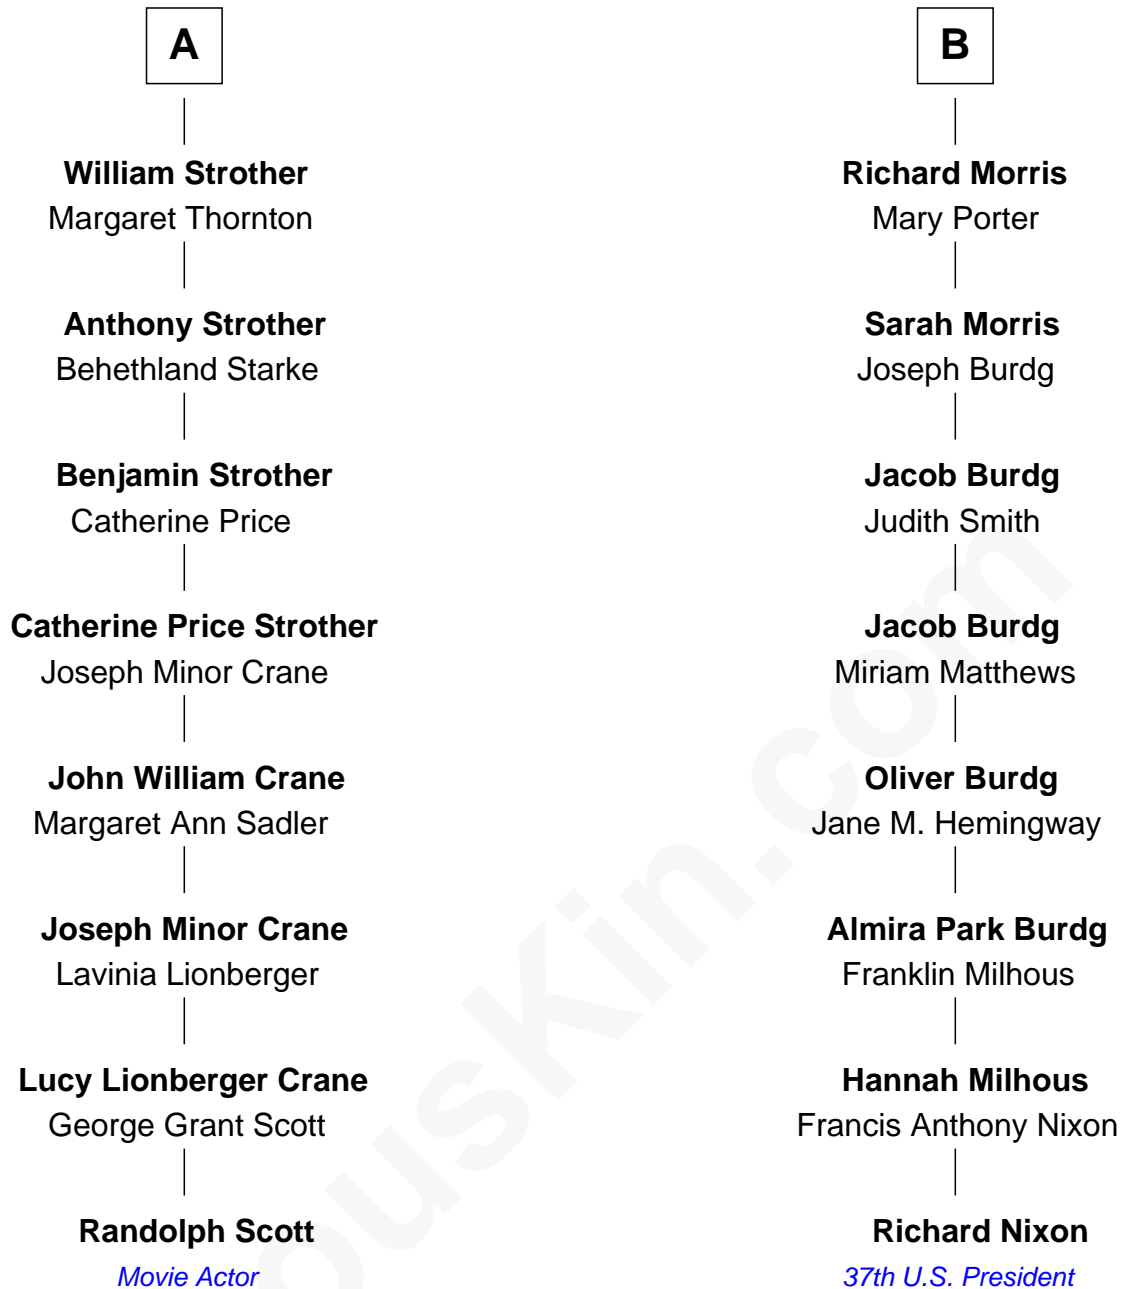 A
William Strother
Margaret Thornton
Anthony Strother
Behethland Starke
Benjamin Strother
Catherine Price
Catherine Price Strother
Joseph Minor Crane
John William Crane
Margaret Ann Sadler
Joseph Minor Crane
Lavinia Lionberger
Lucy Lionberger Crane
George Grant Scott
Randolph Scott
Movie Actor
B
Richard Morris
Mary Porter
Sarah Morris
Joseph Burdg
Jacob Burdg
Judith Smith
Jacob Burdg
Miriam Matthews
Oliver Burdg
Jane M. Hemingway
Almira Park Burdg
Franklin Milhous
Hannah Milhous
Francis Anthony Nixon
Richard Nixon
37th U.S. President
ousKin.com